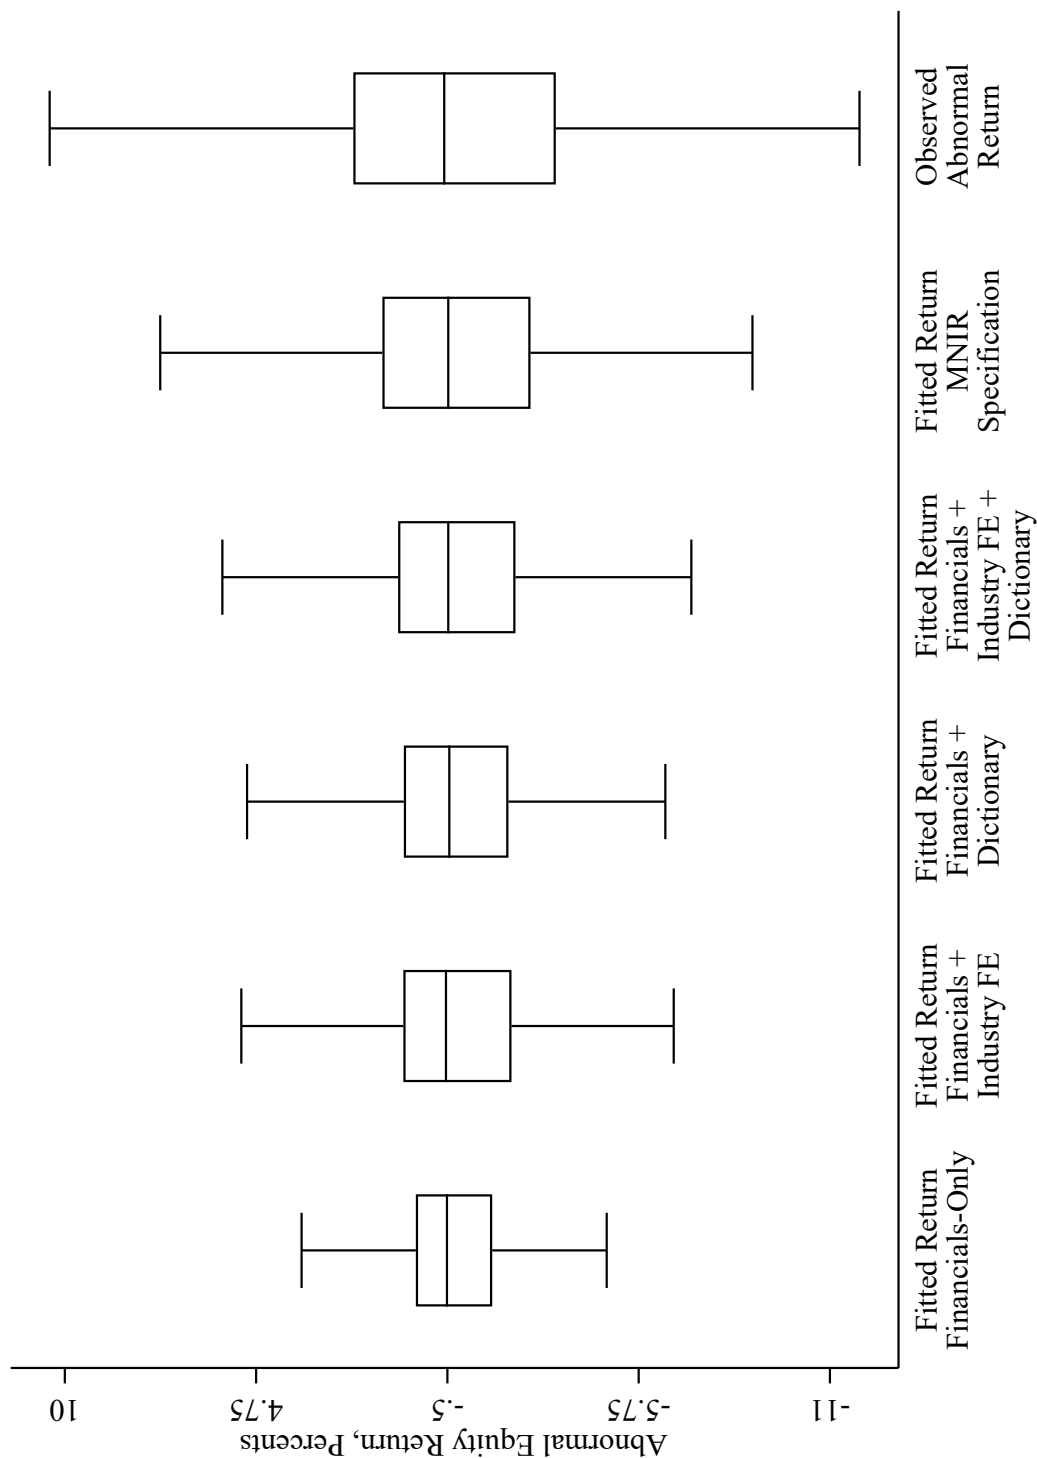 Abnormal Equity Return, Percents
10
4.75
-.5
-5.75
-11
Fitted Return
Financials-Only
Fitted Return
Financials +
Industry FE
Fitted Return
Financials +
Dictionary
Fitted Return
Financials +
Industry FE +
Dictionary
Fitted Return
MNIR
Specification
Observed
Abnormal
Return